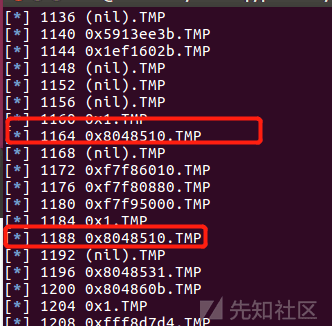 [*] 1136 (nil).TMP
[*] 1140 0x5913ee3b.TMP
[*] 1144 0x1ef1602b.TMP
[*] 1148 (nil).TMP
[*] 1152 (nil).TMP
[*] 1156 (nil).TMP
[*] 1160 0x1.TMP
[*] 1164 0x8048510.TMP
[*] 1168 (nil).TMP
[*] 1172 0xf7f86010.TMP
[*] 1176 0xf7f80880.TMP
[*] 1180 0xf7f95000.TMP
[*] 1184 0x1.TMP
[*] 1188 0x8048510.TMP
[*] 1192 (nil).TMP
[*] 1196 0x8048531.TMP
[*] 1200 0x804860b.TMP
[*] 1204 0x1.TMP
[*] 1208 0xfff8d7d4.TMP
先知社区